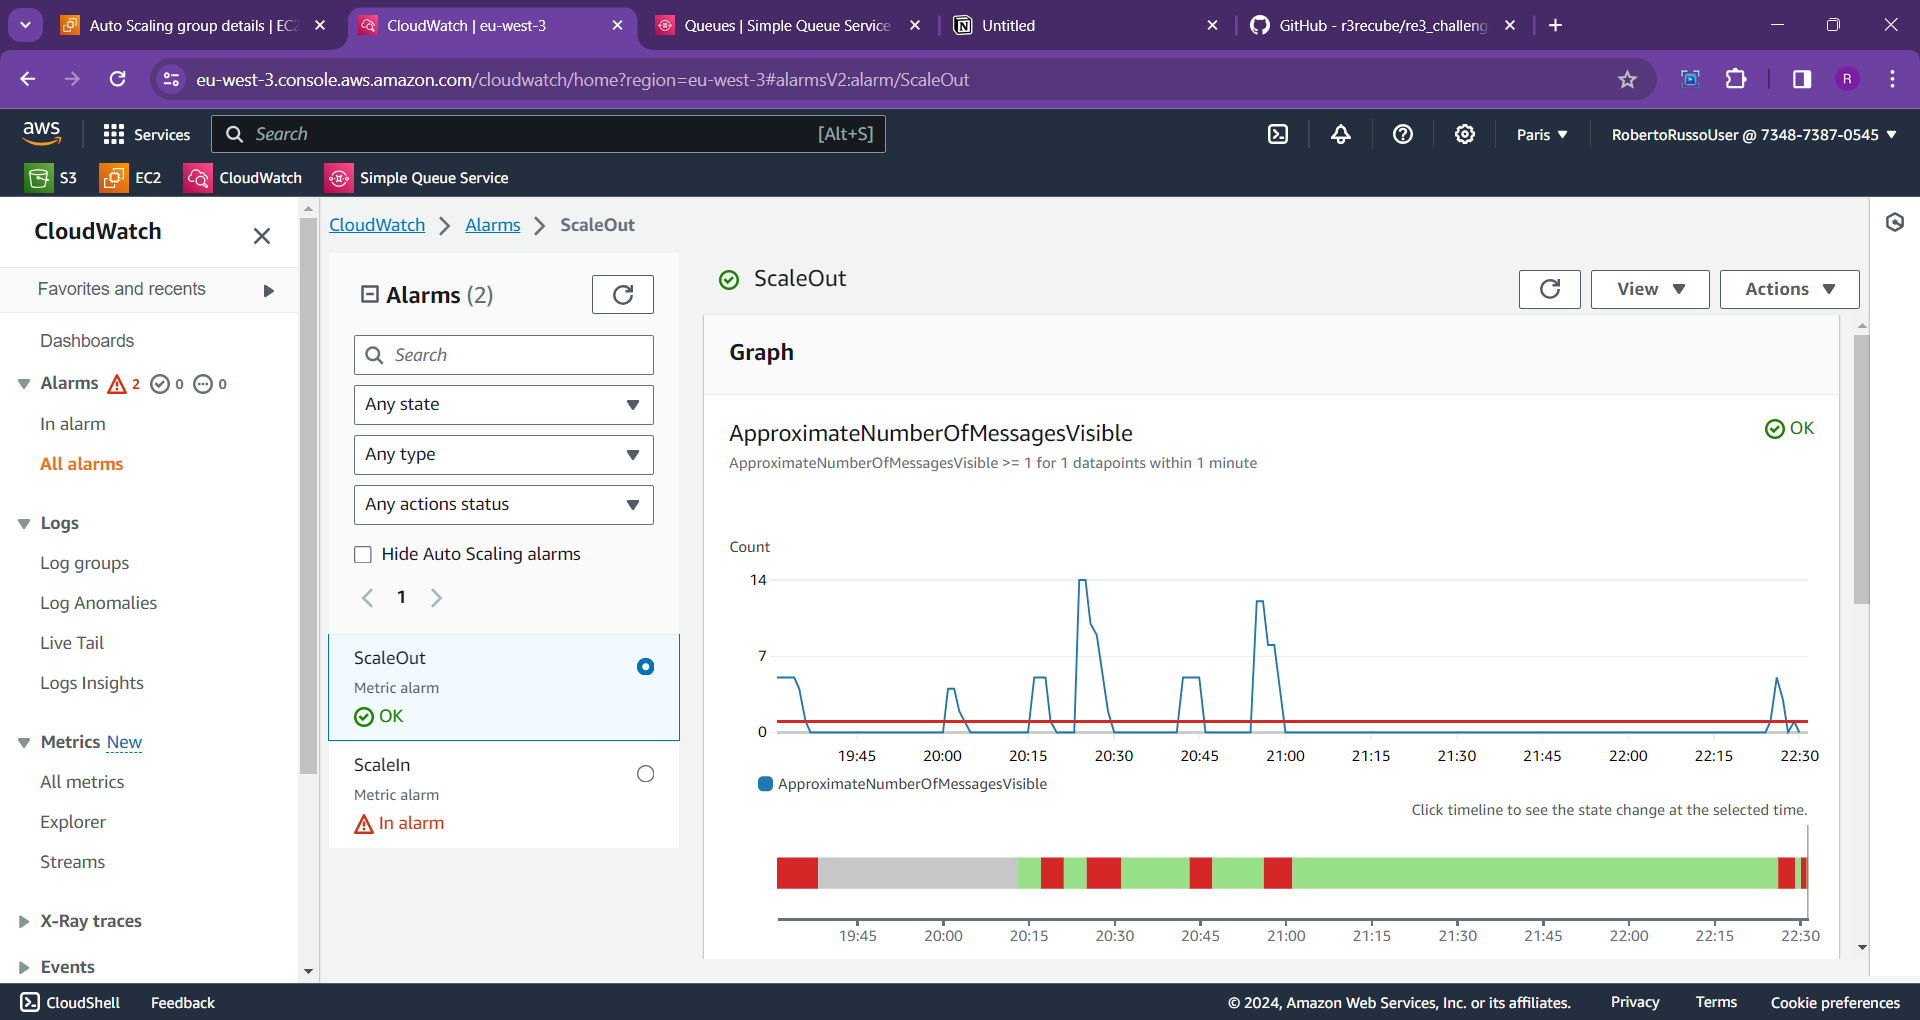 Auto Scaling group details | EC2
CloudWatch | eu-west-3
Queues | Simple Queue Service
Untitled
GitHub - r3recube/re3_challeng
eu-west-3.console.aws.amazon.com/cloudwatch/home?region=eu-west-3#alarmsV2:alarm/ScaleOut
R
aws
Services
Search
[Alt+S]
Paris
RobertoRussoUser @ 7348-7387-0545
S3
EC2
CloudWatch
Simple Queue Service
CloudWatch
Favorites and recents
Dashboards
Alarms 2 0 0
In alarm
All alarms
Logs
Log groups
Log Anomalies
Live Tail
Logs Insights
Metrics New
All metrics
Explorer
Streams
X-Ray traces
Events
CloudWatch
Alarms
ScaleOut
Alarms (2)
Search
Any state
Any type
Any actions status
Hide Auto Scaling alarms
1
ScaleOut
Metric alarm
OK
ScaleIn
Metric alarm
In alarm
ScaleOut
View
Actions
Graph
ApproximateNumberOfMessagesVisible
OK
ApproximateNumberOfMessagesVisible >= 1 for 1 datapoints within 1 minute
Count
14
7
0
19:45 20:00 20:15 20:30 20:45 21:00 21:15 21:30 21:45 22:00 22:15 22:30
ApproximateNumberOfMessagesVisible
Click timeline to see the state change at the selected time.
19:45 20:00 20:15 20:30 20:45 21:00 21:15 21:30 21:45 22:00 22:15 22:30
CloudShell
Feedback
© 2024, Amazon Web Services, Inc. or its affiliates.
Privacy
Terms
Cookie preferences